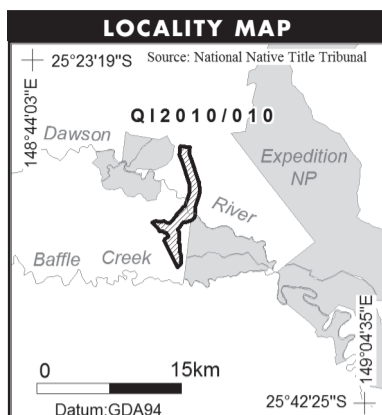 LOCALITY MAP
25°23'19"S
Source: National Native Title Tribunal
148°44'03"E
QI2010/010
Dawson
Expedition
NP
River
Baffle Creek
0 15km
Datum:GDA94
149°04'35"E
25°42'25"S